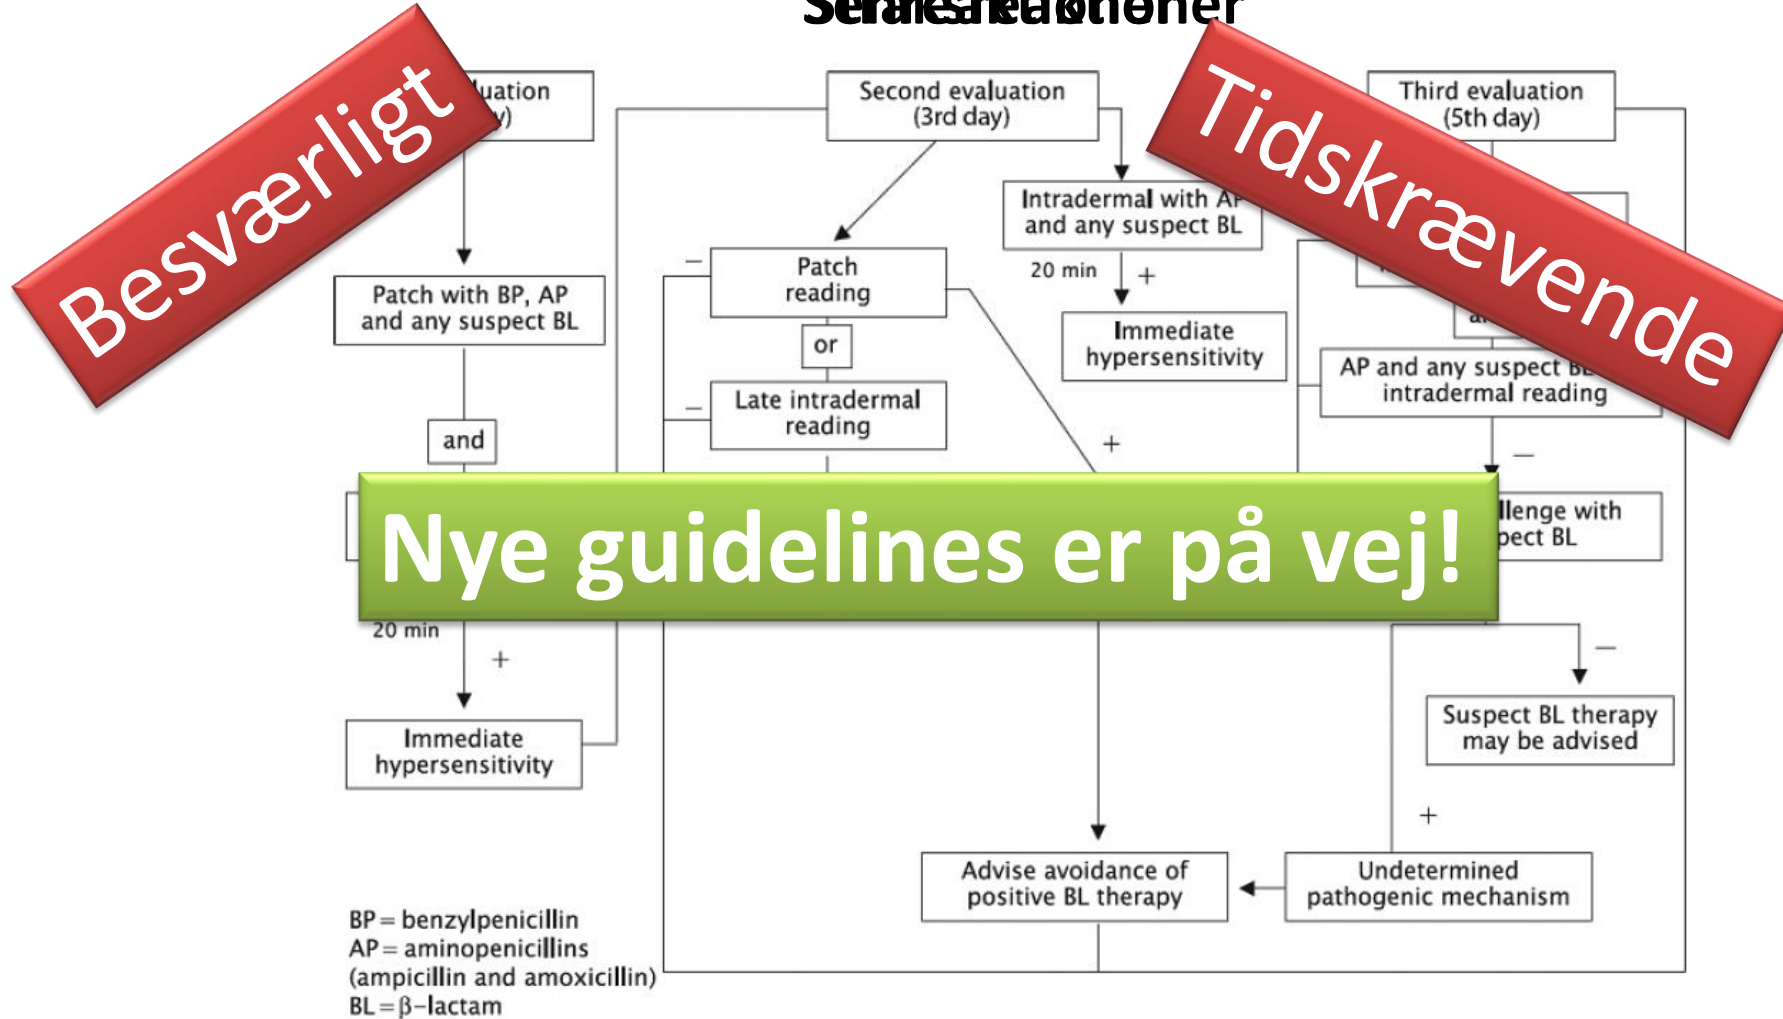 Besværligt
Tidskrævende
Nye guidelines er på vej!
Patch with BP, AP
and any suspect BL
and
20 min
+
Immediate
hypersensitivity
Second evaluation
(3rd day)
Patch
reading
or
Late intradermal
reading
–
–
+
Intradermal with AP
and any suspect BL
20 min
+
Immediate
hypersensitivity
Third evaluation
(5th day)
AP and any suspect
intradermal reading
–
with
BL
–
Suspect BL therapy
may be advised
+
Undetermined
pathogenic mechanism
Advise avoidance of
positive BL therapy
BP = benzylpenicillin
AP = aminopenicillins
(ampicillin and amoxicillin)
BL = β-lactam